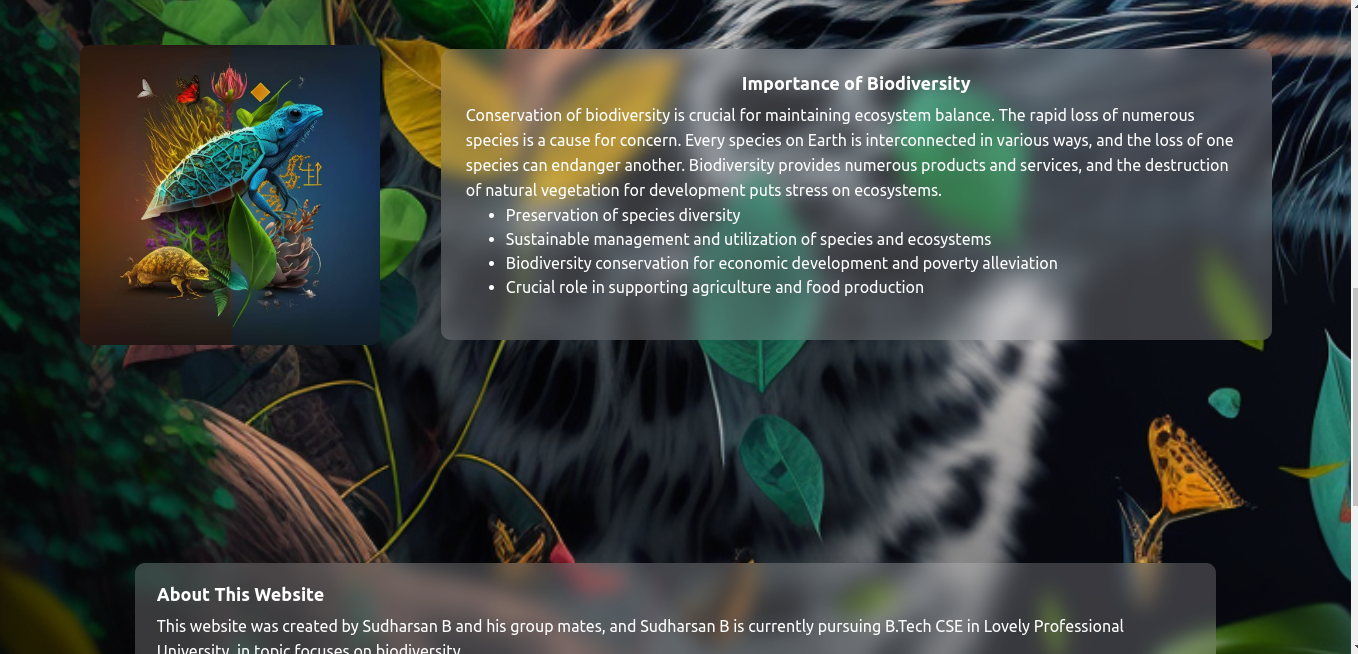 Importance of Biodiversity
Conservation of biodiversity is crucial for maintaining ecosystem balance. The rapid loss of numerous
species is a cause for concern. Every species on Earth is interconnected in various ways, and the loss of one
species can endanger another. Biodiversity provides numerous products and services, and the destruction
of natural vegetation for development puts stress on ecosystems.
Preservation of species diversity
Sustainable management and utilization of species and ecosystems
Biodiversity conservation for economic development and poverty alleviation
Crucial role in supporting agriculture and food production
About This Website
This website was created by Sudharsan B and his group mates, and Sudharsan B is currently pursuing B.Tech CSE in Lovely Professional
University, in topic focuses on biodiversity